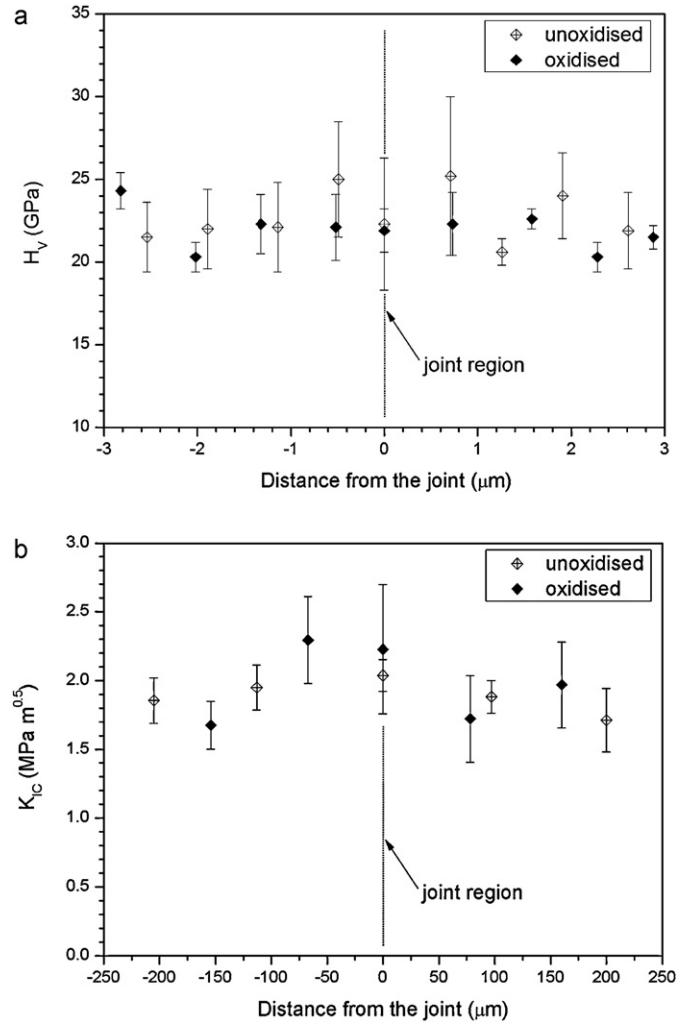 a
35
30
25
20
15
10
H_V (GPa)
unoxidised
oxidised
joint region
-3 -2 -1 0 1 2 3
Distance from the joint (μm)
b
3.0
2.5
2.0
1.5
1.0
0.5
0.0
K_IC (MPa m^0.5)
unoxidised
oxidised
joint region
-250 -200 -150 -100 -50 0 50 100 150 200 250
Distance from the joint (μm)